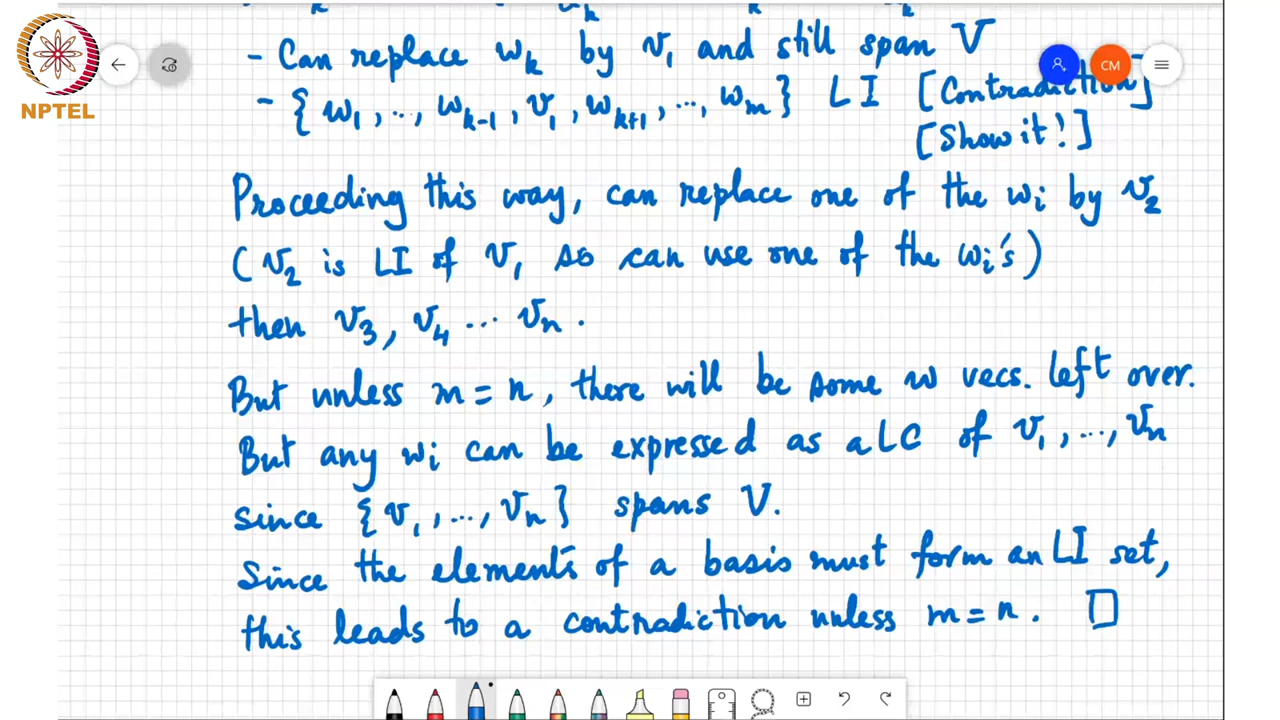 - Can replace w_k by v_1 and still span V
- { w_1, .., w_{k-1}, v_1, w_{k+1}, ..., w_m } LI [Contradiction]
[Show it!]
Proceeding this way, can replace one of the w_i by v_2
( v_2 is LI of v_1 so can use one of the w_i's )
then v_3, v_4 ... v_n.
But unless m = n, there will be some w vecs. left over.
But any w_i can be expressed as a LC of v_1, ..., v_n
since { v_1, ..., v_n } spans V.
Since the elements of a basis must form an LI set,
this leads to a contradiction unless m = n. □
NPTEL
CM